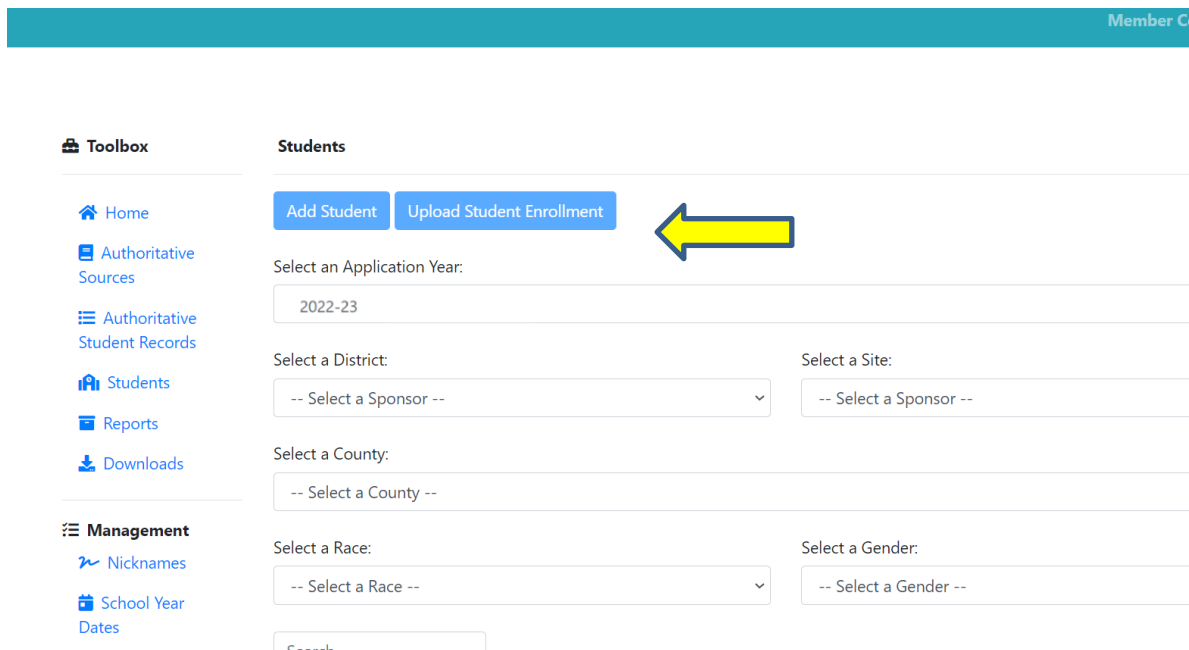 Member
Toolbox
Students
Home
Authoritative
Sources
Authoritative
Student Records
Students
Reports
Downloads
Management
Nicknames
School Year
Dates
Add Student
Upload Student Enrollment
Select an Application Year:
2022-23
Select a District:
Select a Site:
-- Select a Sponsor --
-- Select a Sponsor --
Select a County:
-- Select a County --
Select a Race:
Select a Gender:
-- Select a Race --
-- Select a Gender --
Search